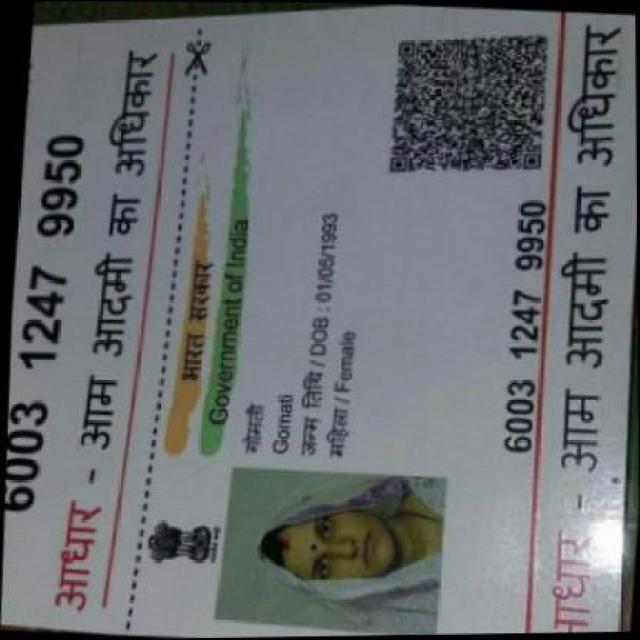 6003 1247 9950
आधार - आम आदमी का अधिकार
भारत सरकार
Government of India
गोमती
Gomati
जन्म तिथि / DOB : 01/05/1993
महिला / Female
6003 1247 9950
आधार - आम आदमी का अधिकार